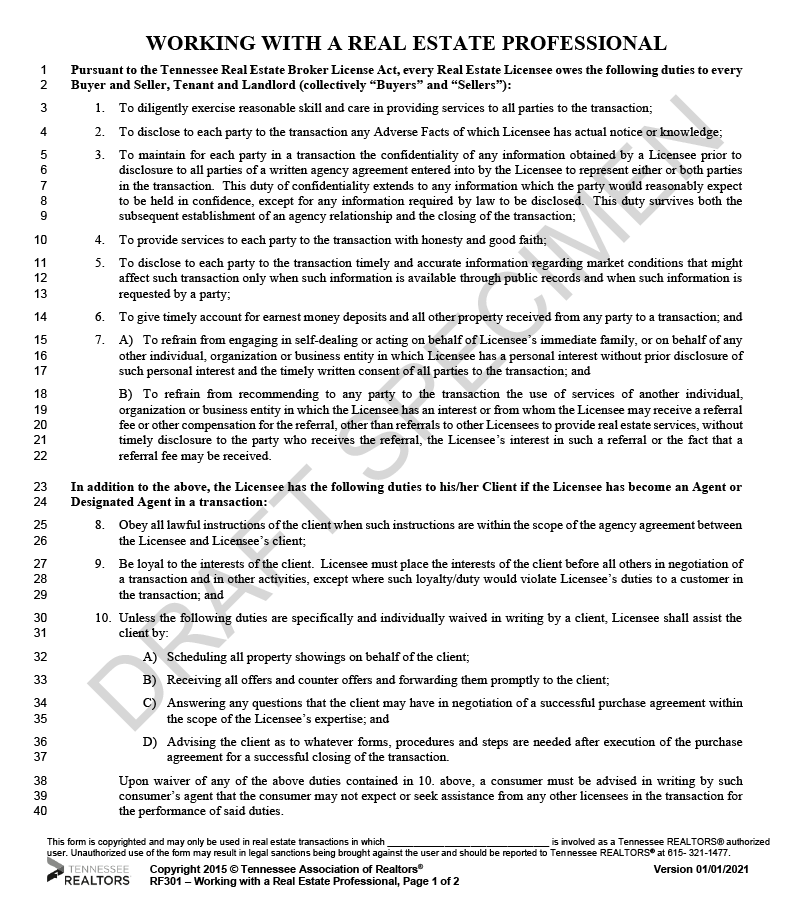 WORKING WITH A REAL ESTATE PROFESSIONAL
1 Pursuant to the Tennessee Real Estate Broker License Act, every Real Estate Licensee owes the following duties to every
2 Buyer and Seller, Tenant and Landlord (collectively “Buyers” and “Sellers”):
3 1. To diligently exercise reasonable skill and care in providing services to all parties to the transaction;
4 2. To disclose to each party to the transaction any Adverse Facts of which Licensee has actual notice or knowledge;
5 3. To maintain for each party in a transaction the confidentiality of any information obtained by a Licensee prior to
6 disclosure to all parties of a written agency agreement entered into by the Licensee to represent either or both parties
7 in the transaction. This duty of confidentiality extends to any information which the party would reasonably expect
8 to be held in confidence, except for any information required by law to be disclosed. This duty survives both the
9 subsequent establishment of an agency relationship and the closing of the transaction;
10 4. To provide services to each party to the transaction with honesty and good faith;
11 5. To disclose to each party to the transaction timely and accurate information regarding market conditions that might
12 affect such transaction only when such information is available through public records and when such information is
13 requested by a party;
14 6. To give timely account for earnest money deposits and all other property received from any party to a transaction; and
15 7. A) To refrain from engaging in self-dealing or acting on behalf of Licensee’s immediate family, or on behalf of any
16 other individual, organization or business entity in which Licensee has a personal interest without prior disclosure of
17 such personal interest and the timely written consent of all parties to the transaction; and
18 B) To refrain from recommending to any party to the transaction the use of services of another individual,
19 organization or business entity in which the Licensee has an interest or from whom the Licensee may receive a referral
20 fee or other compensation for the referral, other than referrals to other Licensees to provide real estate services, without
21 timely disclosure to the party who receives the referral, the Licensee’s interest in such a referral or the fact that a
22 referral fee may be received.
23 In addition to the above, the Licensee has the following duties to his/her Client if the Licensee has become an Agent or
24 Designated Agent in a transaction:
25 8. Obey all lawful instructions of the client when such instructions are within the scope of the agency agreement between
26 the Licensee and Licensee’s client;
27 9. Be loyal to the interests of the client. Licensee must place the interests of the client before all others in negotiation of
28 a transaction and in other activities, except where such loyalty/duty would violate Licensee’s duties to a customer in
29 the transaction; and
30 10. Unless the following duties are specifically and individually waived in writing by a client, Licensee shall assist the
31 client by:
32 A) Scheduling all property showings on behalf of the client;
33 B) Receiving all offers and counter offers and forwarding them promptly to the client;
34 C) Answering any questions that the client may have in negotiation of a successful purchase agreement within
35 the scope of the Licensee’s expertise; and
36 D) Advising the client as to whatever forms, procedures and steps are needed after execution of the purchase
37 agreement for a successful closing of the transaction.
38 Upon waiver of any of the above duties contained in 10. above, a consumer must be advised in writing by such
39 consumer’s agent that the consumer may not expect or seek assistance from any other licensees in the transaction for
40 the performance of said duties.
DRAFT SPECIMEN
This form is copyrighted and may only be used in real estate transactions in which ______________________________ is involved as a Tennessee REALTORS® authorized
user. Unauthorized use of the form may result in legal sanctions being brought against the user and should be reported to Tennessee REALTORS® at 615- 321-1477.
TENNESSEE
REALTORS
Copyright 2015 © Tennessee Association of Realtors®
RF301 – Working with a Real Estate Professional, Page 1 of 2
Version 01/01/2021